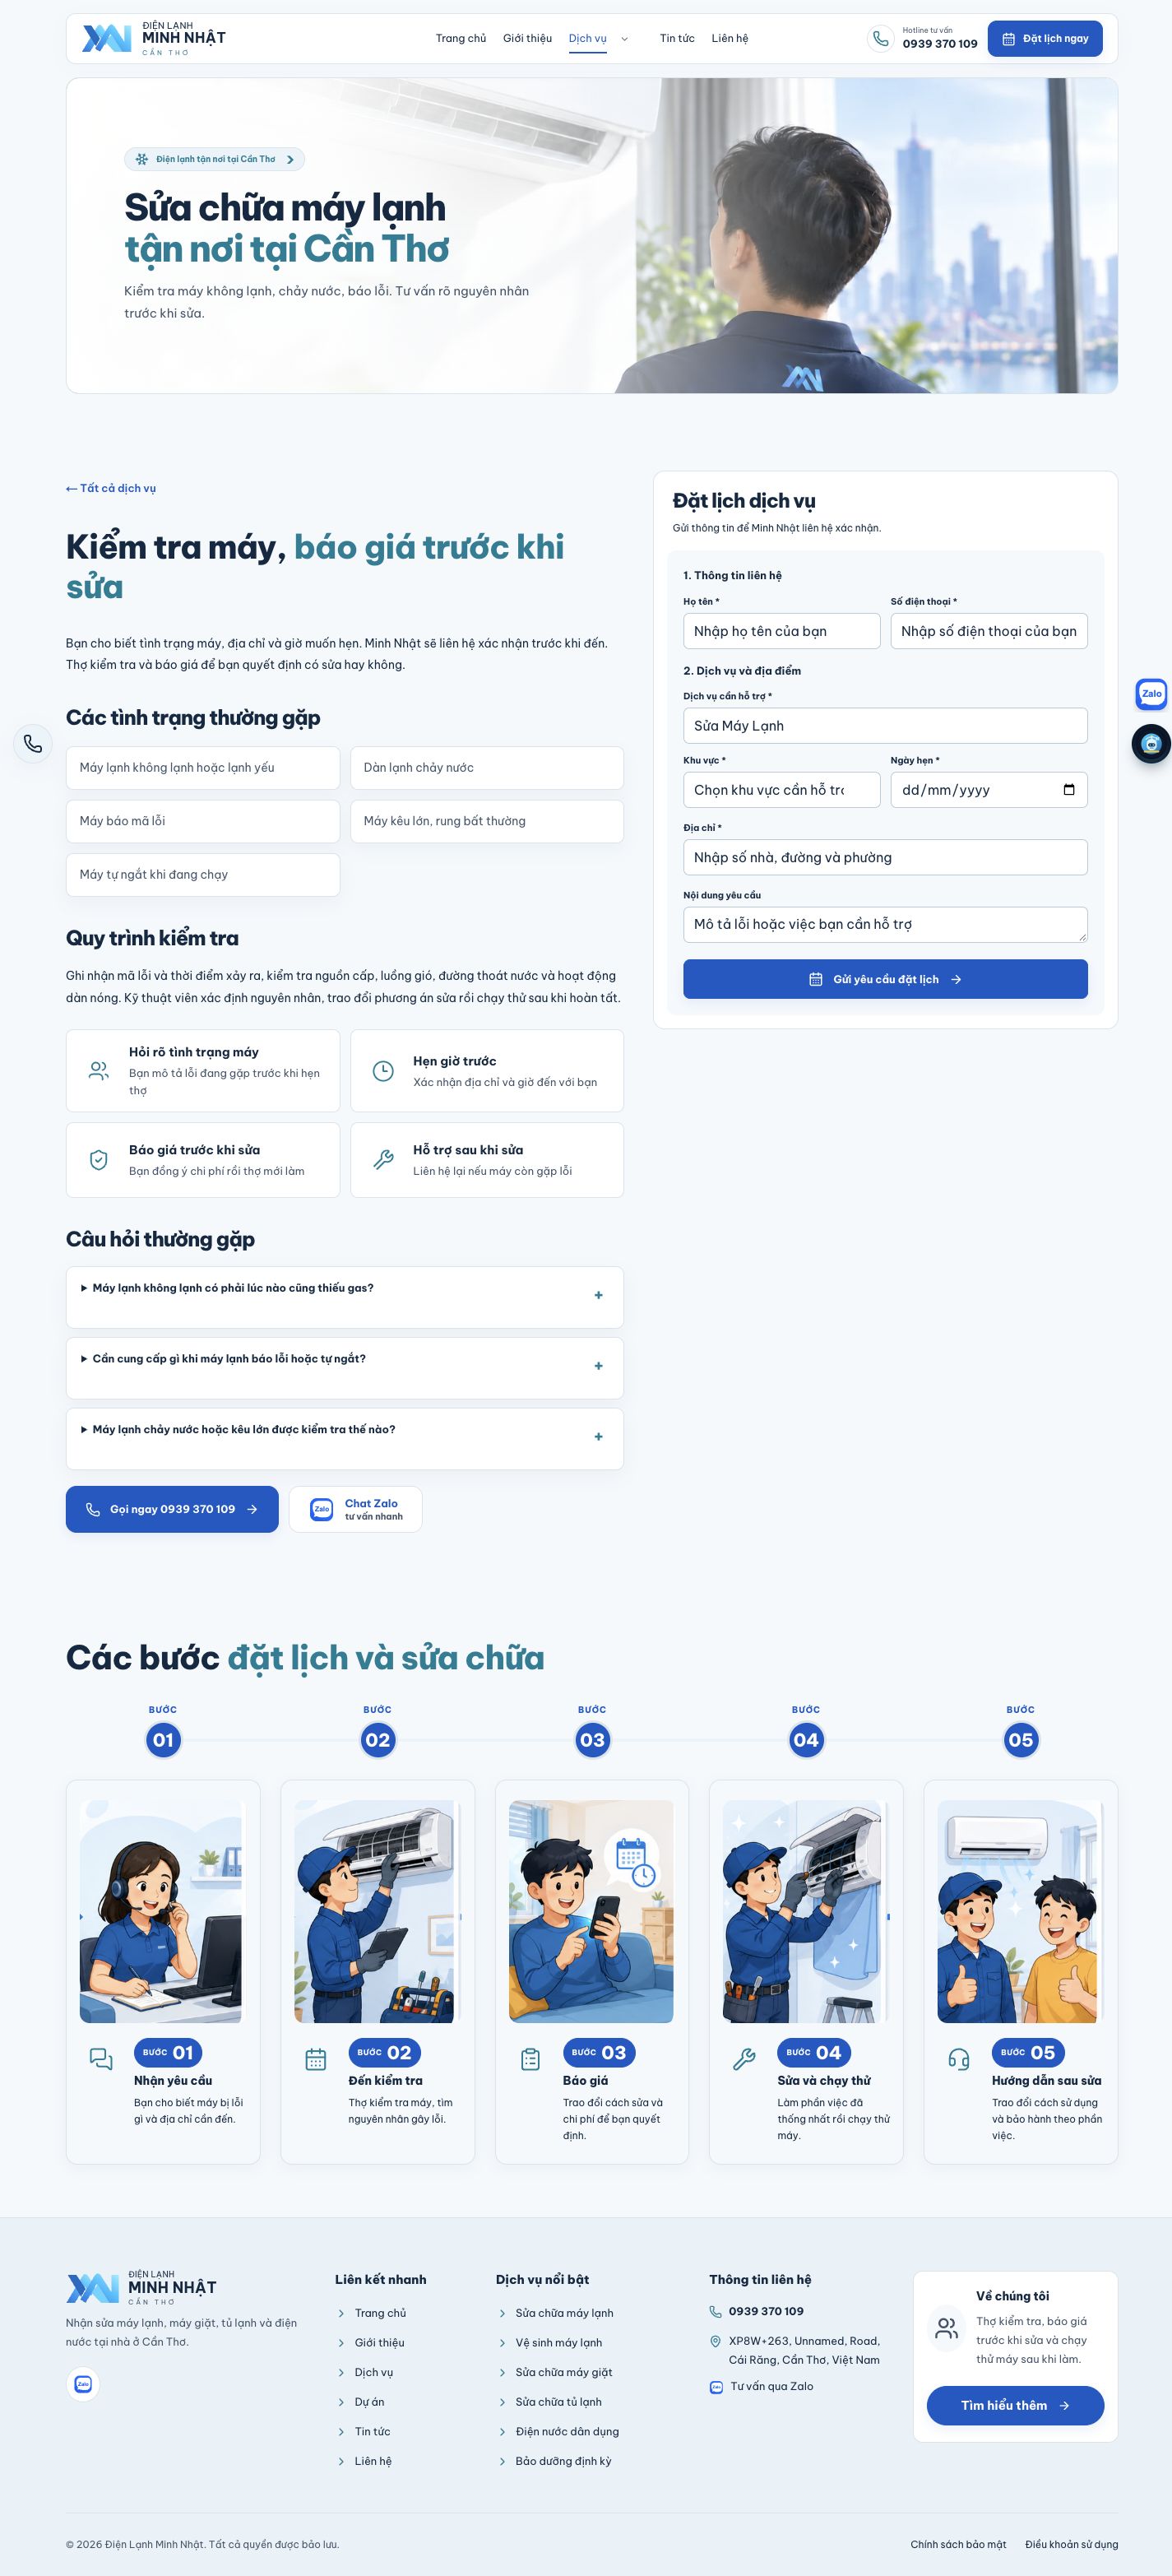 ĐIỆN LẠNH
MINH NHẬT
CẦN THƠ
Trang chủ
Giới thiệu
Dịch vụ
Tin tức
Liên hệ
Hotline tư vấn
0939 370 109
Đặt lịch ngay
Điện lạnh tận nơi tại Cần Thơ
Sửa chữa máy lạnh
tận nơi tại Cần Thơ
Kiểm tra máy không lạnh, chảy nước, báo lỗi. Tư vấn rõ nguyên nhân
trước khi sửa.
← Tất cả dịch vụ
Kiểm tra máy, báo giá trước khi
sửa
Bạn cho biết tình trạng máy, địa chỉ và giờ muốn hẹn. Minh Nhật sẽ liên hệ xác nhận trước khi đến.
Thợ kiểm tra và báo giá để bạn quyết định có sửa hay không.
Các tình trạng thường gặp
Máy lạnh không lạnh hoặc lạnh yếu
Dàn lạnh chảy nước
Máy báo mã lỗi
Máy kêu lớn, rung bất thường
Máy tự ngắt khi đang chạy
Quy trình kiểm tra
Ghi nhận mã lỗi và thời điểm xảy ra, kiểm tra nguồn cấp, luồng gió, đường thoát nước và hoạt động
dàn nóng. Kỹ thuật viên xác định nguyên nhân, trao đổi phương án sửa rồi chạy thử sau khi hoàn tất.
Hỏi rõ tình trạng máy
Bạn mô tả lỗi đang gặp trước khi hẹn
thợ
Hẹn giờ trước
Xác nhận địa chỉ và giờ đến với bạn
Báo giá trước khi sửa
Bạn đồng ý chi phí rồi thợ mới làm
Hỗ trợ sau khi sửa
Liên hệ lại nếu máy còn gặp lỗi
Câu hỏi thường gặp
Máy lạnh không lạnh có phải lúc nào cũng thiếu gas?
+
Cần cung cấp gì khi máy lạnh báo lỗi hoặc tự ngắt?
+
Máy lạnh chảy nước hoặc kêu lớn được kiểm tra thế nào?
+
Gọi ngay 0939 370 109
Zalo
Chat Zalo
tư vấn nhanh
Đặt lịch dịch vụ
Gửi thông tin để Minh Nhật liên hệ xác nhận.
1. Thông tin liên hệ
Họ tên *
Số điện thoại *
Nhập họ tên của bạn
Nhập số điện thoại của bạn
2. Dịch vụ và địa điểm
Dịch vụ cần hỗ trợ *
Sửa Máy Lạnh
Khu vực *
Ngày hẹn *
Chọn khu vực cần hỗ trợ
dd/mm/yyyy
Địa chỉ *
Nhập số nhà, đường và phường
Nội dung yêu cầu
Mô tả lỗi hoặc việc bạn cần hỗ trợ
Gửi yêu cầu đặt lịch
Zalo
Các bước đặt lịch và sửa chữa
BƯỚC
01
BƯỚC
02
BƯỚC
03
BƯỚC
04
BƯỚC
05
BƯỚC 01
Nhận yêu cầu
Bạn cho biết máy bị lỗi
gì và địa chỉ cần đến.
BƯỚC 02
Đến kiểm tra
Thợ kiểm tra máy, tìm
nguyên nhân gây lỗi.
BƯỚC 03
Báo giá
Trao đổi cách sửa và
chi phí để bạn quyết
định.
BƯỚC 04
Sửa và chạy thử
Làm phần việc đã
thống nhất rồi chạy thử
máy.
BƯỚC 05
Hướng dẫn sau sửa
Trao đổi cách sử dụng
và bảo hành theo phần
việc.
ĐIỆN LẠNH
MINH NHẬT
CẦN THƠ
Nhận sửa máy lạnh, máy giặt, tủ lạnh và điện
nước tại nhà ở Cần Thơ.
Zalo
Liên kết nhanh
Trang chủ
Giới thiệu
Dịch vụ
Dự án
Tin tức
Liên hệ
Dịch vụ nổi bật
Sửa chữa máy lạnh
Vệ sinh máy lạnh
Sửa chữa máy giặt
Sửa chữa tủ lạnh
Điện nước dân dụng
Bảo dưỡng định kỳ
Thông tin liên hệ
0939 370 109
XP8W+263, Unnamed, Road,
Cái Răng, Cần Thơ, Việt Nam
Tư vấn qua Zalo
Về chúng tôi
Thợ kiểm tra, báo giá
trước khi sửa và chạy
thử máy sau khi làm.
Tìm hiểu thêm
© 2026 Điện Lạnh Minh Nhật. Tất cả quyền được bảo lưu.
Chính sách bảo mật
Điều khoản sử dụng